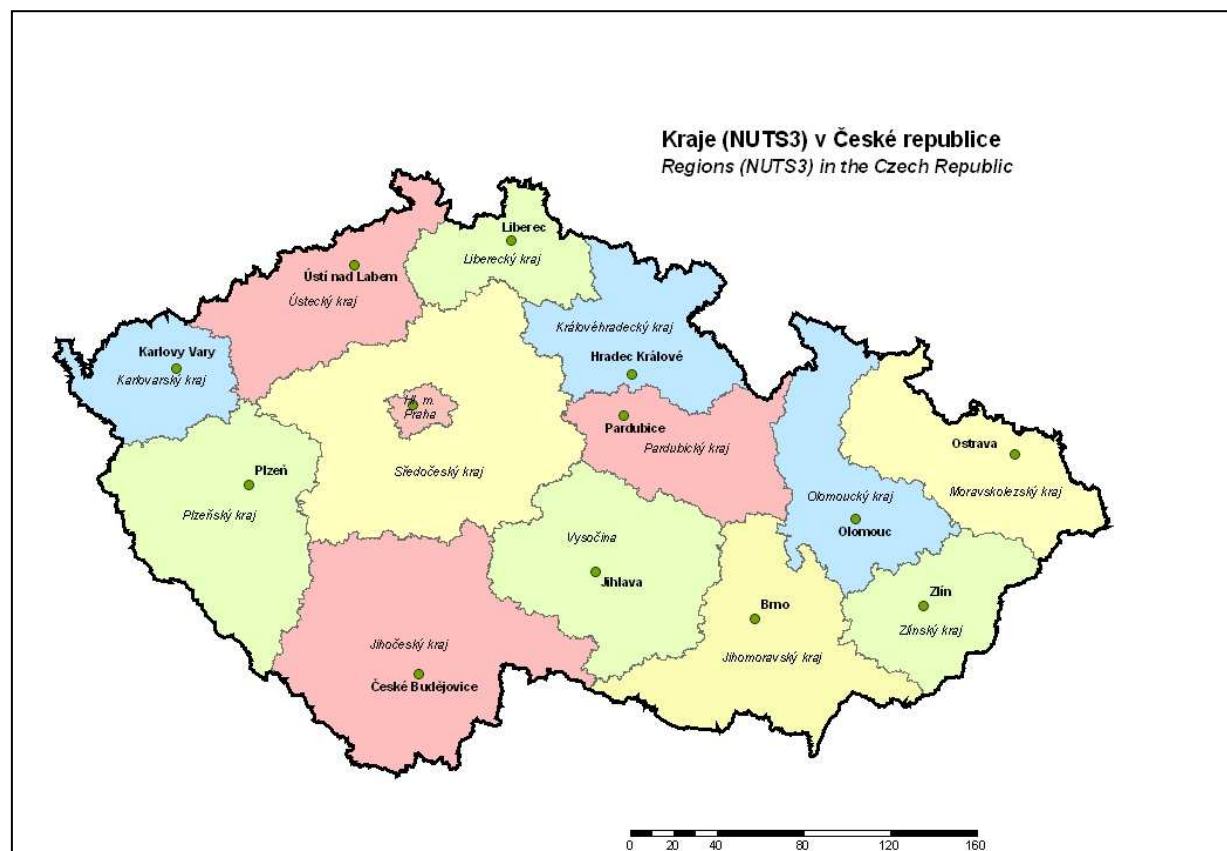 Kraje (NUTS3) v České republice
Regions (NUTS3) in the Czech Republic
Liberec
Liberecký kraj
Ústí nad Labem
Ústecký kraj
Královéhradecký kraj
Hradec Králové
Karlovy Vary
Karlovarský kraj
Hl. m.
Praha
Pardubice
Pardubický kraj
Ostrava
Moravskolezský kraj
Plzeň
Plzeňský kraj
Sředočeský kraj
Olomoucký kraj
Olomouc
Vysočina
Jihlava
Brno
Jihomoravský kraj
Zlín
Zlínský kraj
Jihočeský kraj
České Budějovice
0 20 40 80 120 160